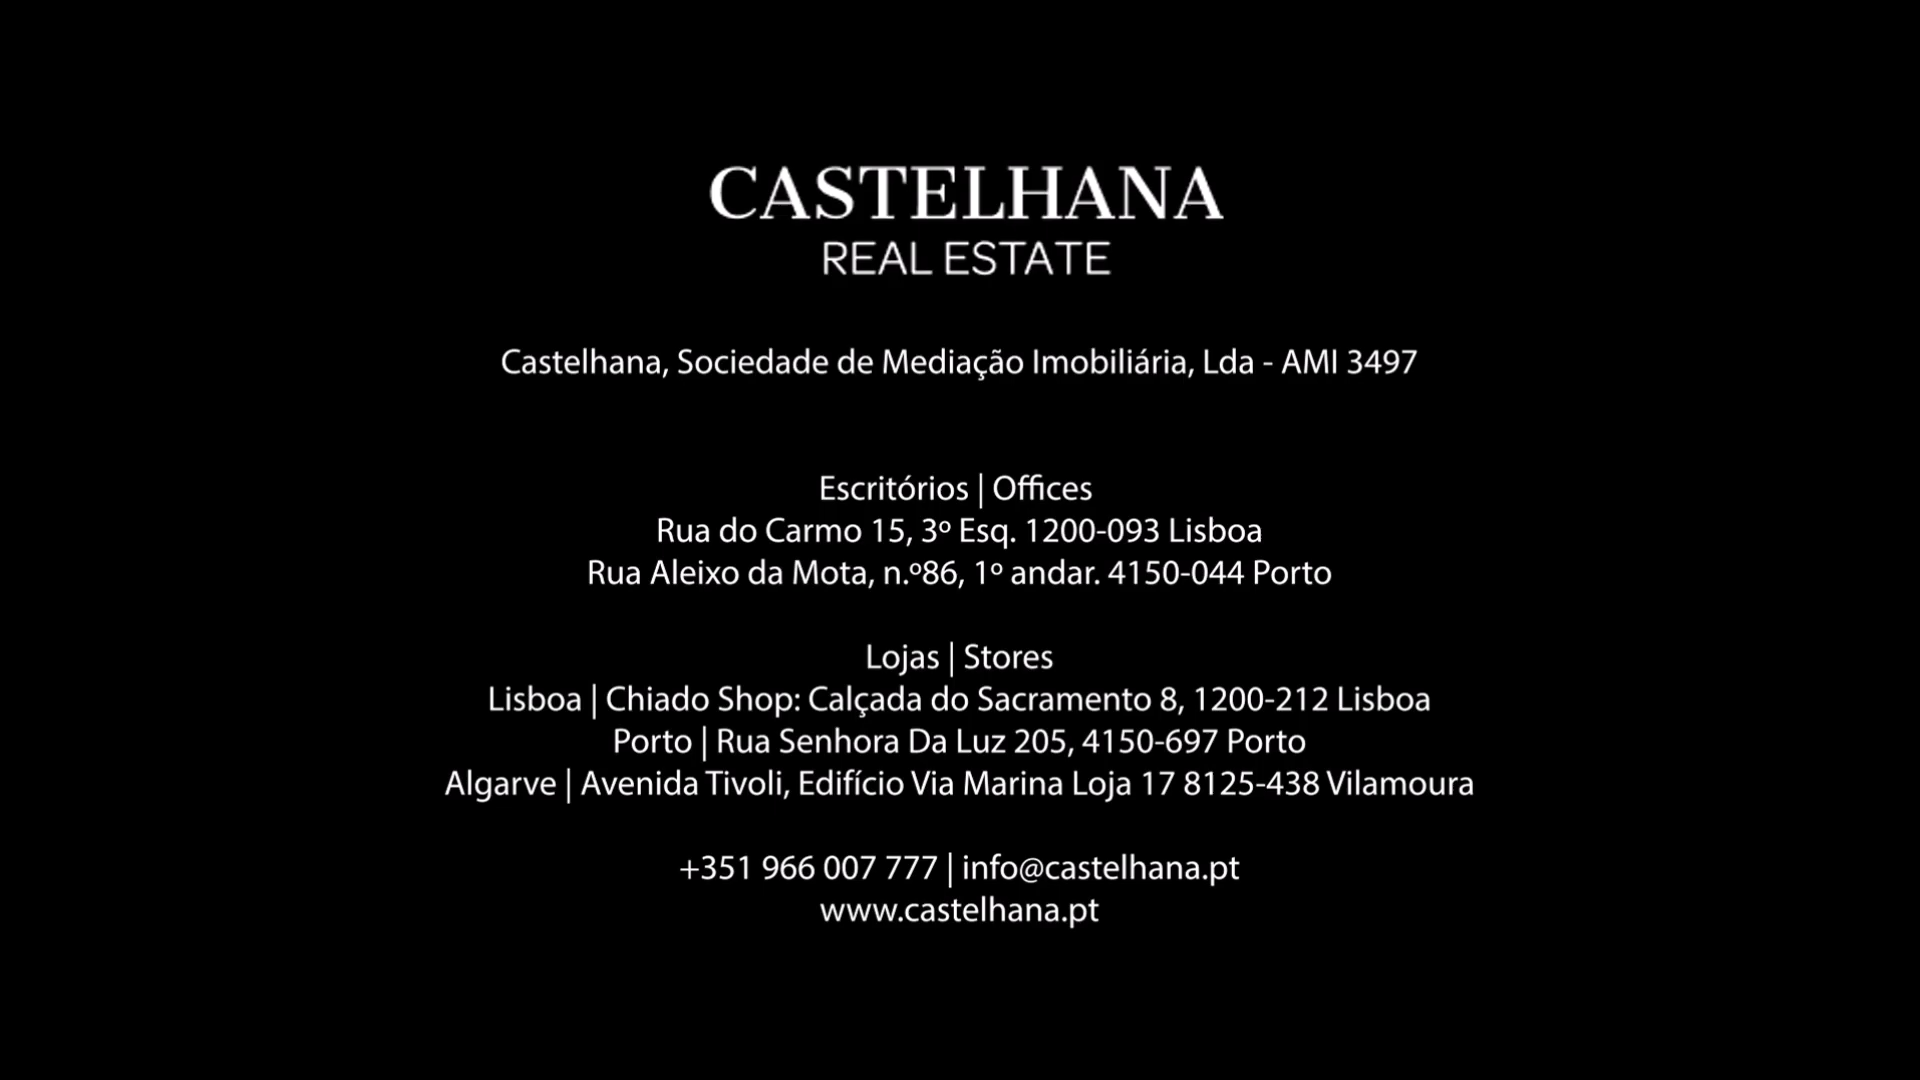 CASTELHANA
REAL ESTATE
Castelhana, Sociedade de Mediação Imobiliária, Lda - AMI 3497
Escritórios | Offices
Rua do Carmo 15, 3º Esq. 1200-093 Lisboa
Rua Aleixo da Mota, n.º86, 1º andar. 4150-044 Porto
Lojas | Stores
Lisboa | Chiado Shop: Calçada do Sacramento 8, 1200-212 Lisboa
Porto | Rua Senhora Da Luz 205, 4150-697 Porto
Algarve | Avenida Tivoli, Edifício Via Marina Loja 17 8125-438 Vilamoura
+351 966 007 777 | info@castelhana.pt
www.castelhana.pt